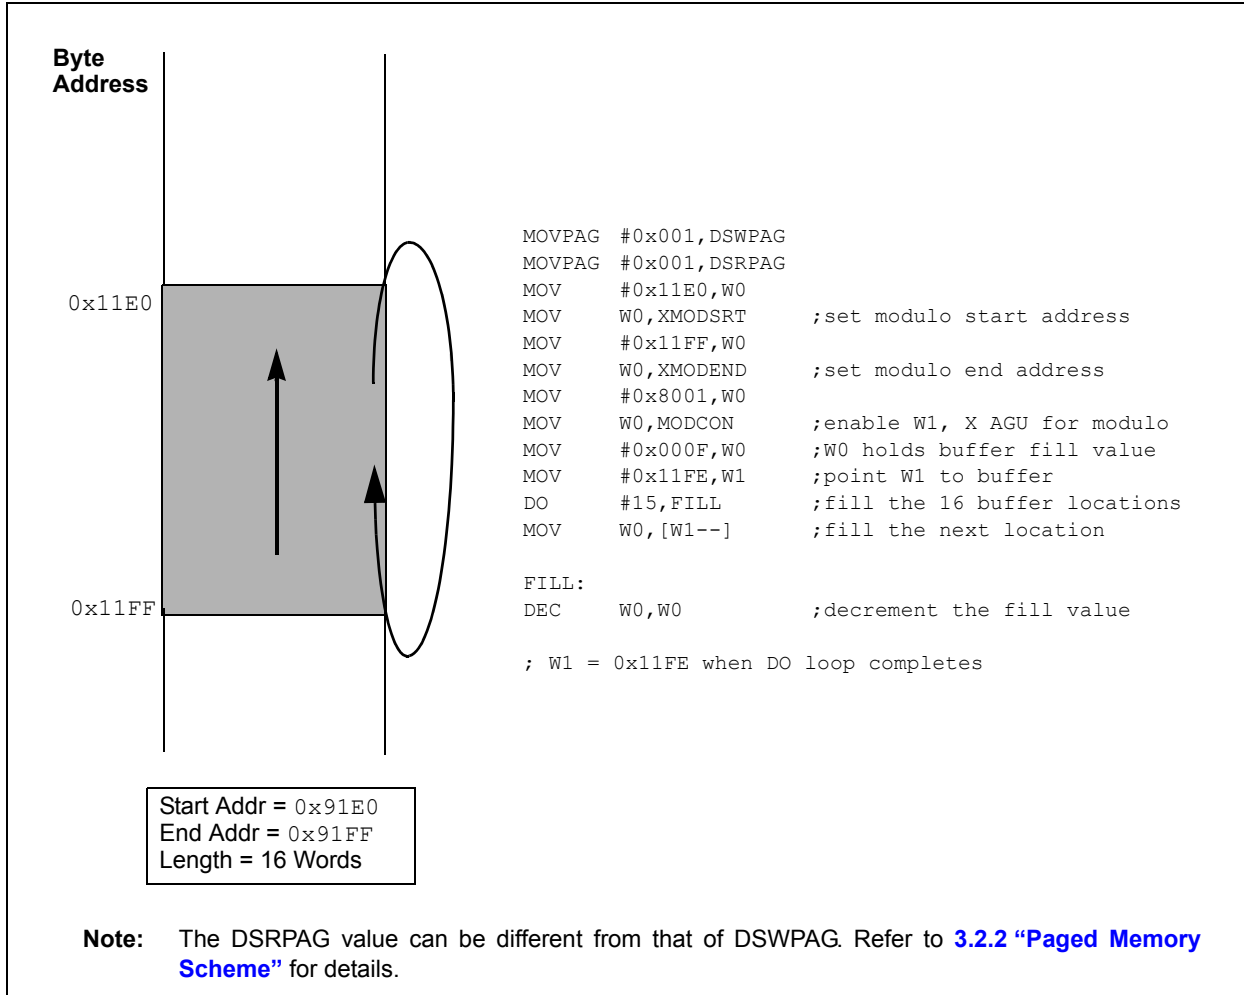 Byte
Address
0x11E0
0x11FF
MOVPAG #0x001,DSWPAG
MOVPAG #0x001,DSRPAG
MOV #0x11E0,W0
MOV W0,XMODSRT ;set modulo start address
MOV #0x11FF,W0
MOV W0,XMODEND ;set modulo end address
MOV #0x8001,W0
MOV W0,MODCON ;enable W1, X AGU for modulo
MOV #0x000F,W0 ;W0 holds buffer fill value
MOV #0x11FE,W1 ;point W1 to buffer
DO #15,FILL ;fill the 16 buffer locations
MOV W0,[W1--] ;fill the next location
FILL:
DEC W0,W0 ;decrement the fill value
; W1 = 0x11FE when DO loop completes
Start Addr = 0x91E0
End Addr = 0x91FF
Length = 16 Words
Note: The DSRPAG value can be different from that of DSWPAG. Refer to 3.2.2 “Paged Memory
Scheme” for details.